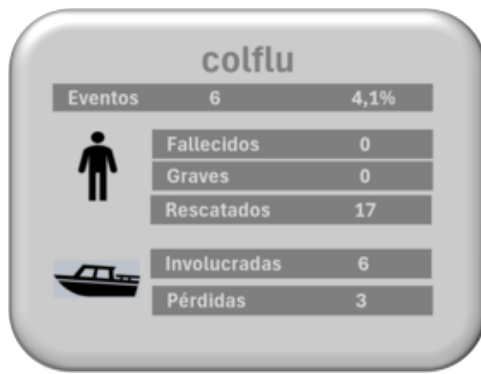 colflu
Eventos 6 4,1%
Fallecidos 0
Graves 0
Rescatados 17
Involucradas 6
Pérdidas 3